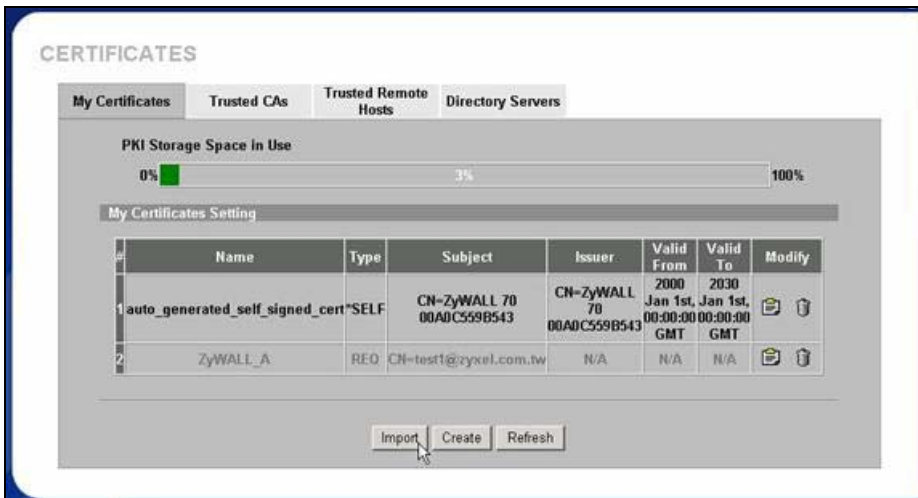 CERTIFICATES
My Certificates
Trusted CAs
Trusted Remote
Hosts
Directory Servers
PKI Storage Space in Use
0%
3%
100%
My Certificates Setting
# Name Type Subject Issuer Valid From Valid To Modify
1 auto_generated_self_signed_cert *SELF CN=ZyWALL 70 00A0C559B543 CN=ZyWALL 70 00A0C559B543 2000 Jan 1st, 00:00:00 GMT 2030 Jan 1st, 00:00:00 GMT
2 ZyWALL_A REQ CN=test1@zyxel.com.tw N/A N/A N/A
Import Create Refresh